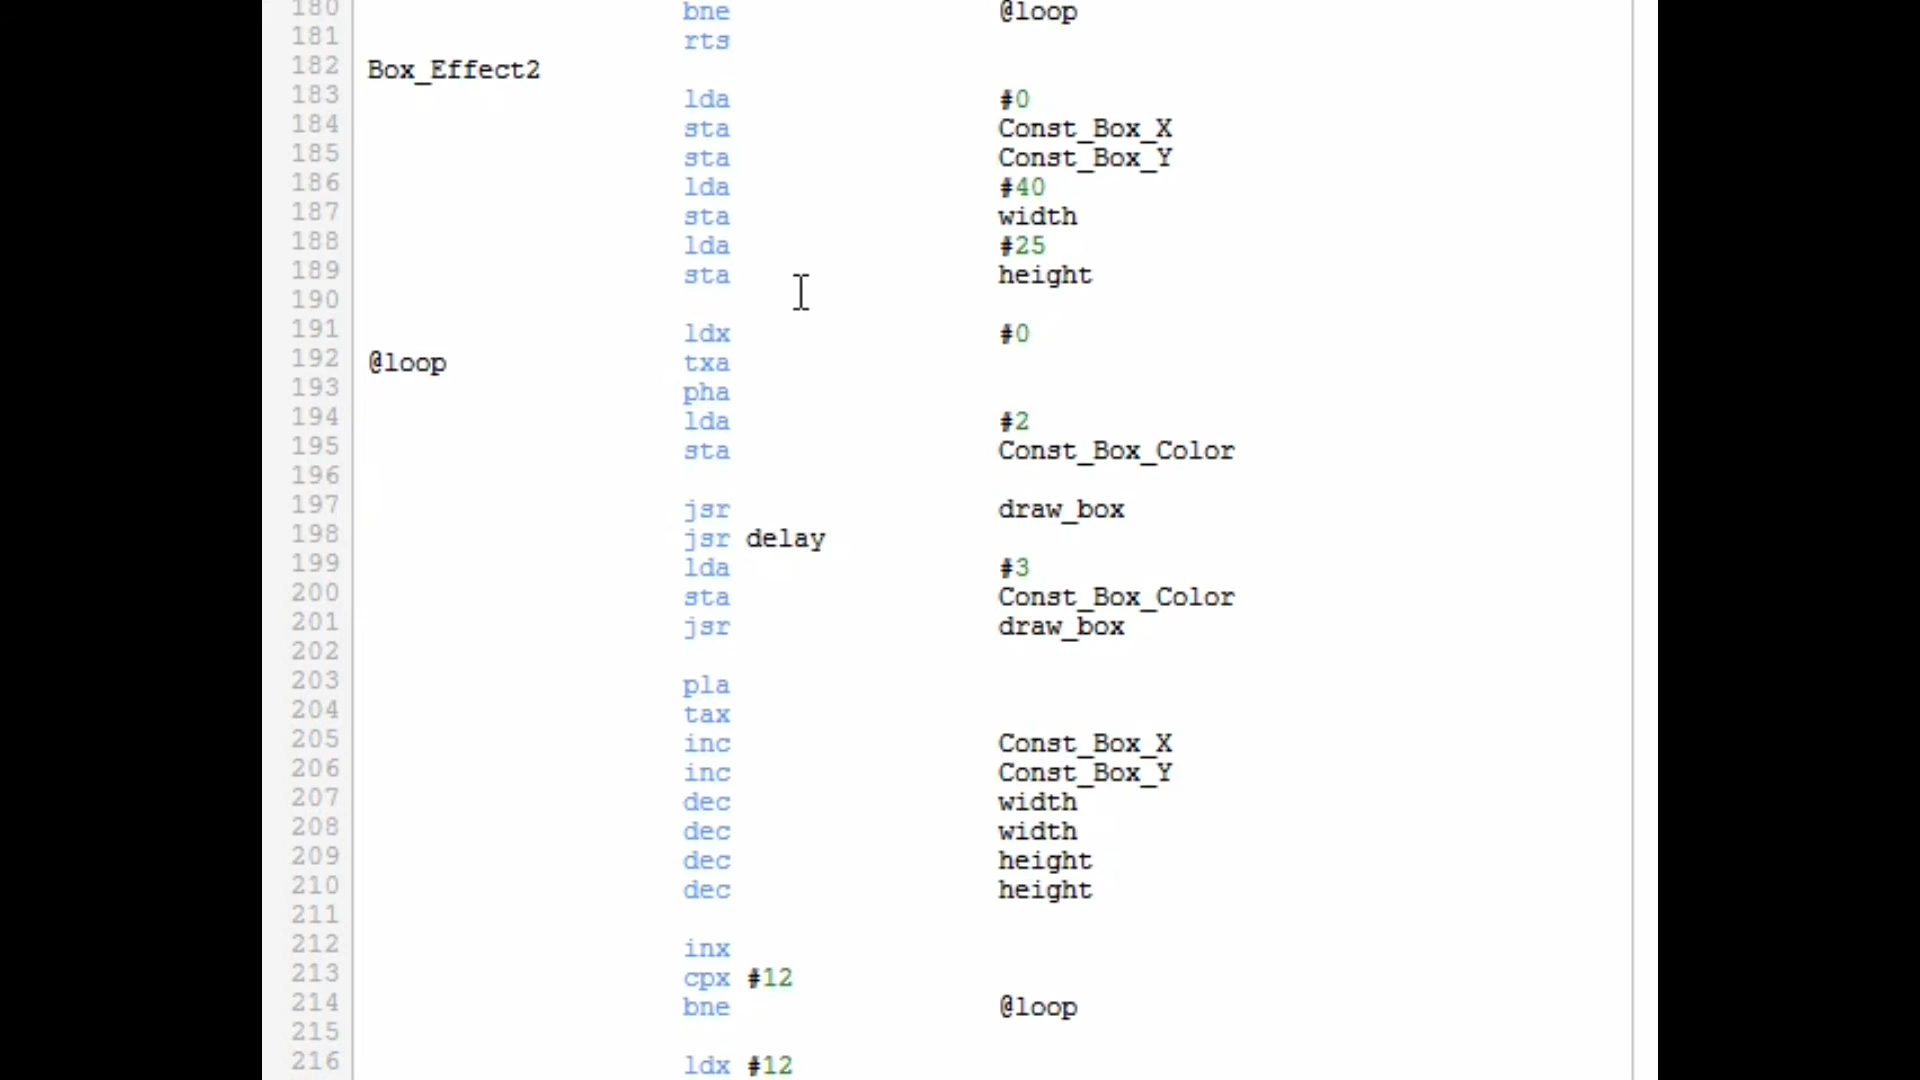 180 bne @loop
181 rts
182 Box_Effect2
183 lda #0
184 sta Const_Box_X
185 sta Const_Box_Y
186 lda #40
187 sta width
188 lda #25
189 sta height
190
191 ldx #0
192 @loop txa
193 pha
194 lda #2
195 sta Const_Box_Color
196
197 jsr draw_box
198 jsr delay
199 lda #3
200 sta Const_Box_Color
201 jsr draw_box
202
203 pla
204 tax
205 inc Const_Box_X
206 inc Const_Box_Y
207 dec width
208 dec width
209 dec height
210 dec height
211
212 inx
213 cpx #12
214 bne @loop
215
216 ldx #12